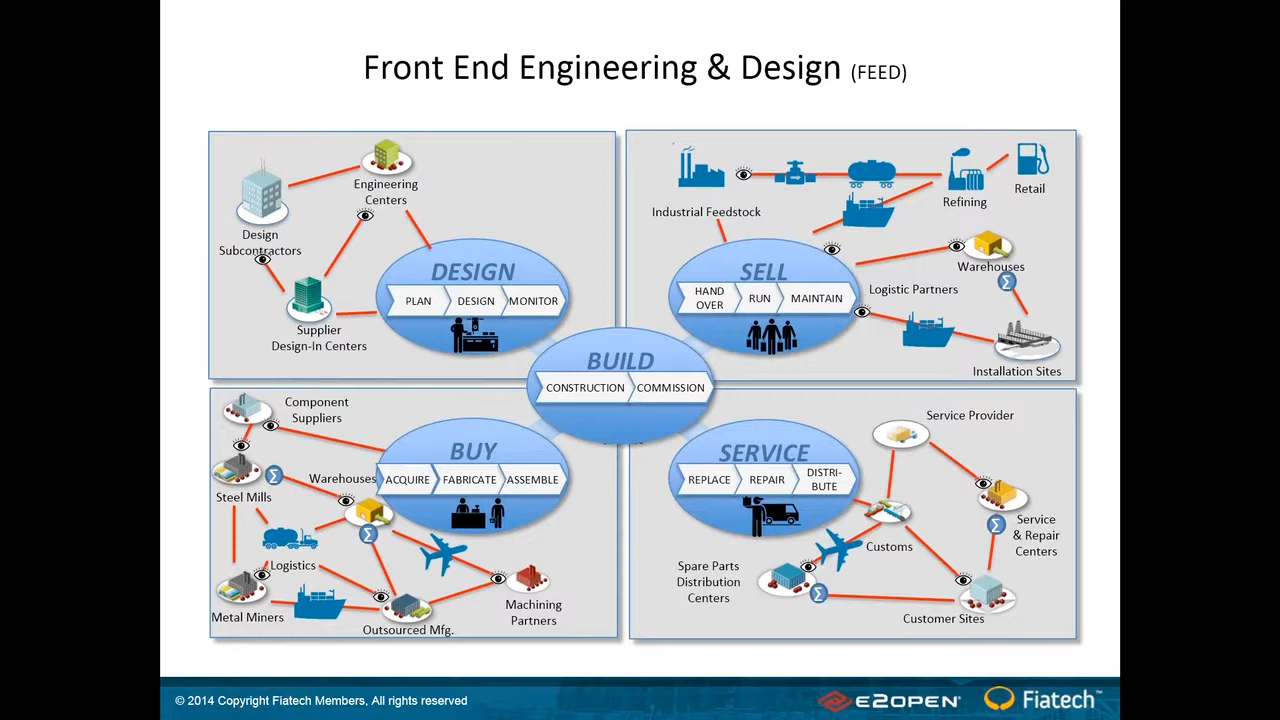 Front End Engineering & Design (FEED)
Engineering
Centers
Design
Subcontractors
Supplier
Design-In Centers
DESIGN
PLAN
DESIGN
MONITOR
Industrial Feedstock
Refining
Retail
SELL
HAND
OVER
RUN
MAINTAIN
Warehouses
Σ
Logistic Partners
Installation Sites
BUILD
CONSTRUCTION
COMMISSION
Component
Suppliers
Steel Mills
Σ
Warehouses
Σ
BUY
ACQUIRE
FABRICATE
ASSEMBLE
Logistics
Metal Miners
Outsourced Mfg.
Machining
Partners
SERVICE
REPLACE
REPAIR
DISTRI-
BUTE
Service Provider
Service
& Repair
Centers
Σ
Customs
Spare Parts
Distribution
Centers
Σ
Customer Sites
© 2014 Copyright Fiatech Members, All rights reserved
E2OPEN
Fiatech™